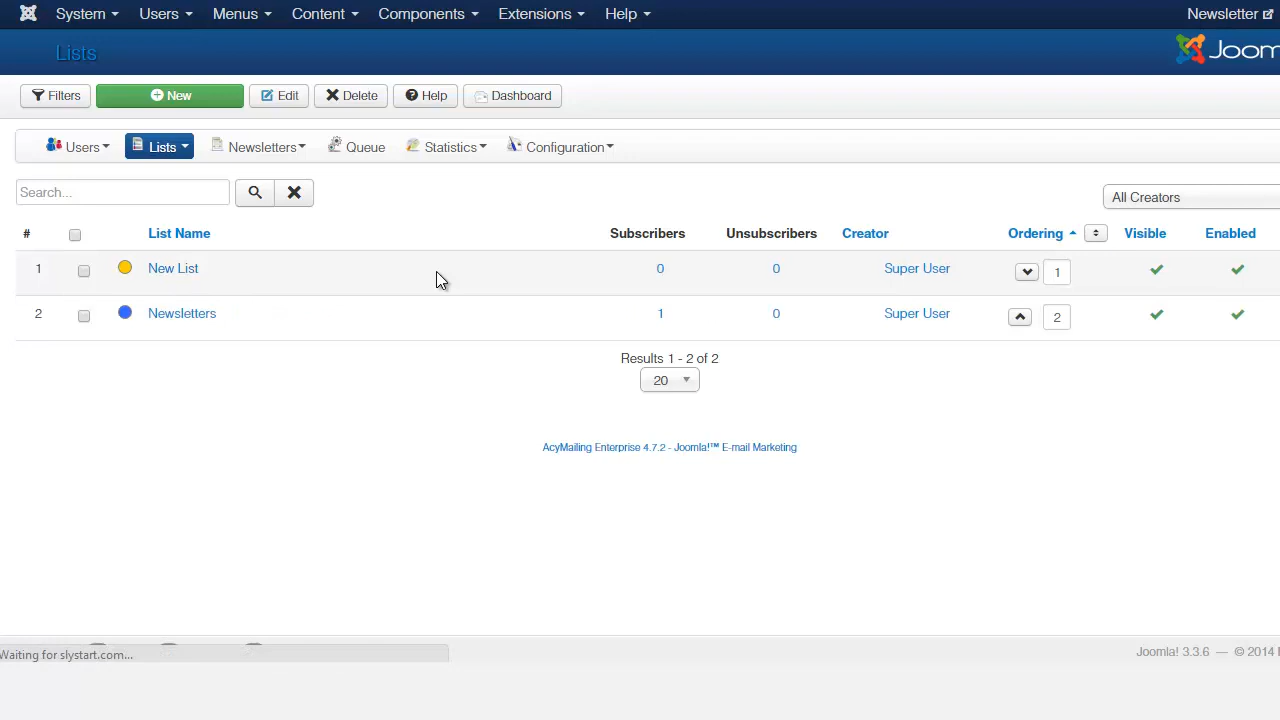 System Users Menus Content Components Extensions Help Newsletter
Lists
Filters New Edit Delete Help Dashboard
Users Lists Newsletters Queue Statistics Configuration
Search...
All Creators
# List Name Subscribers Unsubscribers Creator Ordering Visible Enabled
1 New List 0 0 Super User 1
2 Newsletters 1 0 Super User 2
Results 1 - 2 of 2
20
AcyMailing Enterprise 4.7.2 - Joomla!™ E-mail Marketing
Waiting for slystart.com...
Joomla! 3.3.6 — © 2014